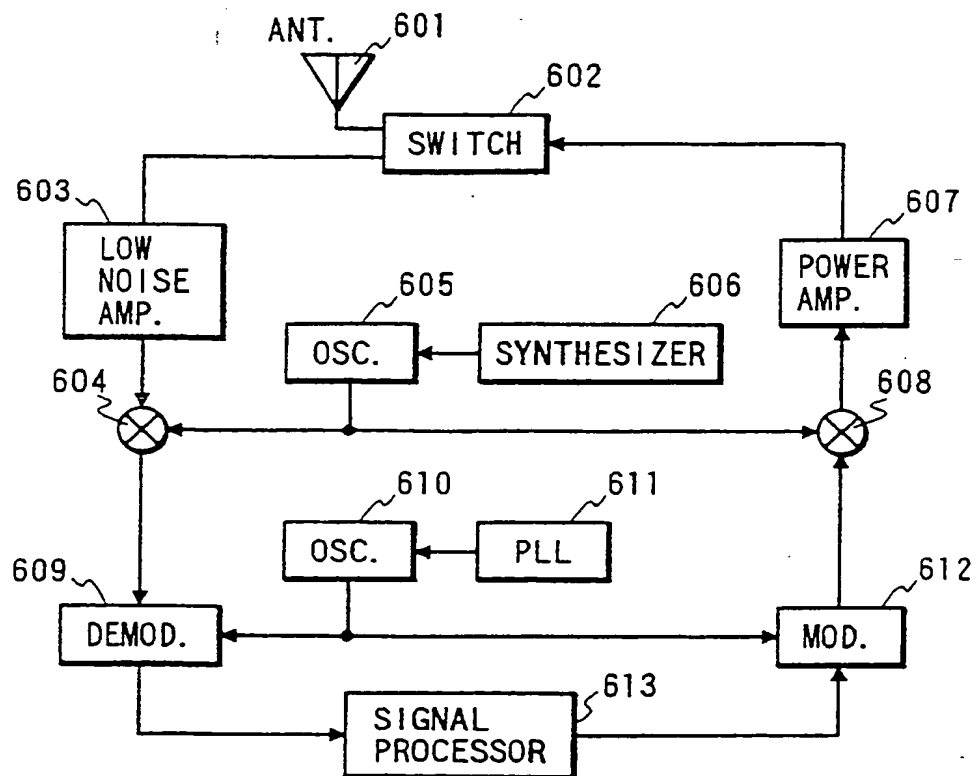 ANT.
601
602
SWITCH
603
LOW
NOISE
AMP.
607
POWER
AMP.
605
OSC.
606
SYNTHESIZER
604
608
610
OSC.
611
PLL
609
DEMOD.
612
MOD.
613
SIGNAL
PROCESSOR